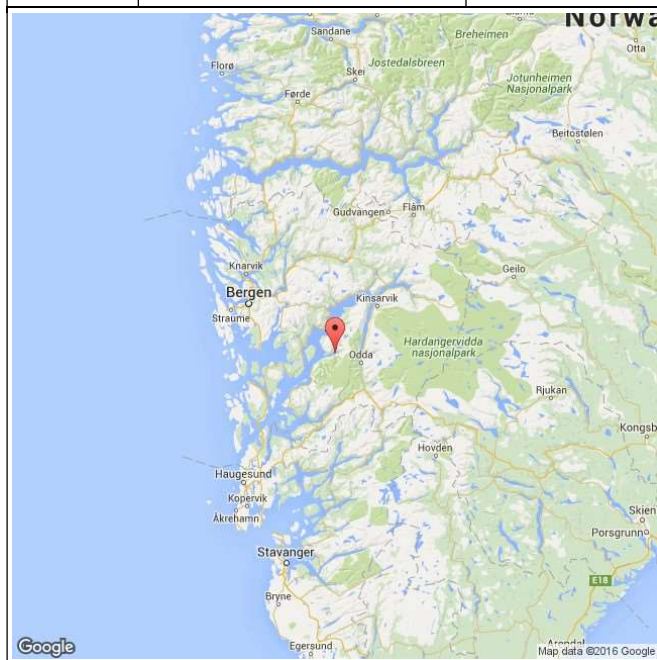 Norwa
Sandane
Breheimen
Otta
Florø
Jostedalsbreen
Skei
Jotunheimen
Nasjonalpark
Førde
Beitostølen
Gudvangen
Flåm
Knarvik
Geilo
Bergen
Kinsarvik
Straume
Hardangervidda
nasjonalpark
Odda
Rjukan
Kongsb
Hovden
Haugesund
Kopervik
Skien
Åkrehamn
Porsgrunn
Stavanger
E18
Bryne
Egersund
Arendal
Google
Map data ©2016 Google